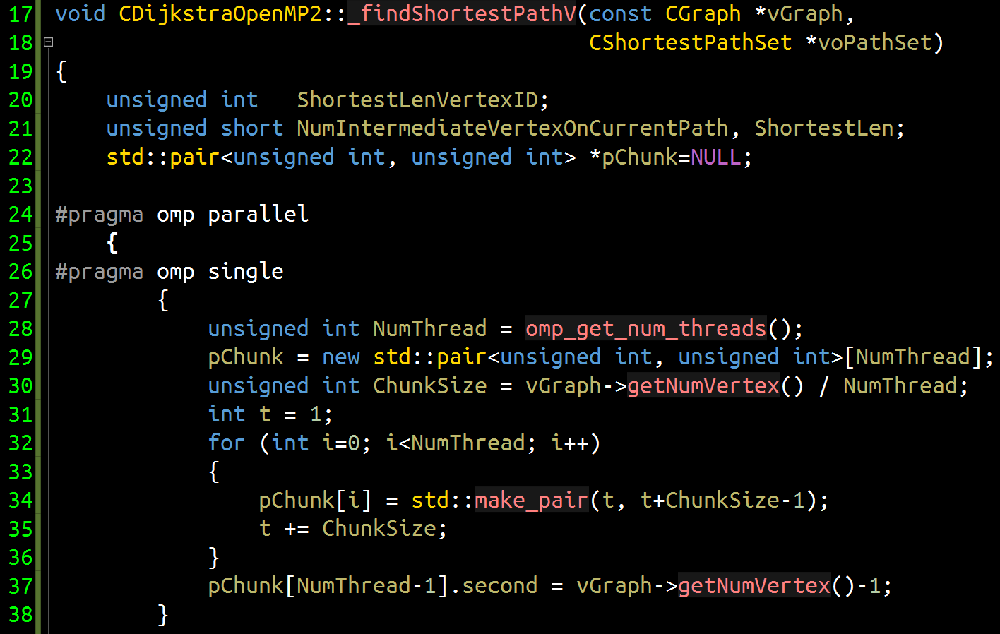 17 void CDijkstraOpenMP2::_findShortestPathV(const CGraph *vGraph,
18                                           CShortestPathSet *voPathSet)
19 {
20     unsigned int   ShortestLenVertexID;
21     unsigned short NumIntermediateVertexOnCurrentPath, ShortestLen;
22     std::pair<unsigned int, unsigned int> *pChunk=NULL;
23
24 #pragma omp parallel
25     {
26 #pragma omp single
27         {
28             unsigned int NumThread = omp_get_num_threads();
29             pChunk = new std::pair<unsigned int, unsigned int>[NumThread];
30             unsigned int ChunkSize = vGraph->getNumVertex() / NumThread;
31             int t = 1;
32             for (int i=0; i<NumThread; i++)
33             {
34                 pChunk[i] = std::make_pair(t, t+ChunkSize-1);
35                 t += ChunkSize;
36             }
37             pChunk[NumThread-1].second = vGraph->getNumVertex()-1;
38         }